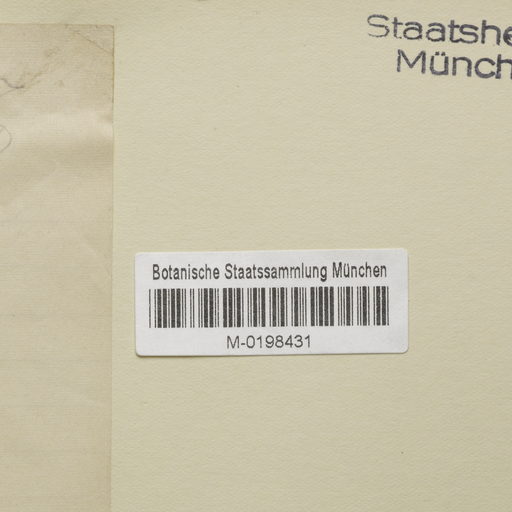 Staatshe
Münch
Botanische Staatssammlung München
M-0198431